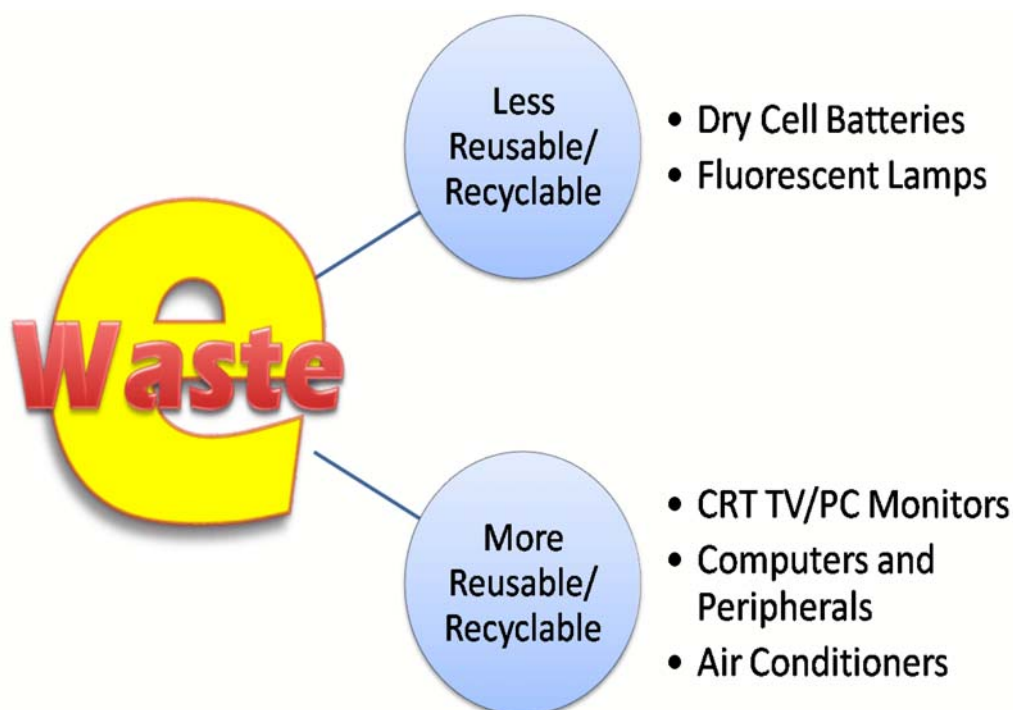 e
Waste
Less
Reusable/
Recyclable
• Dry Cell Batteries
• Fluorescent Lamps
More
Reusable/
Recyclable
• CRT TV/PC Monitors
• Computers and
Peripherals
• Air Conditioners